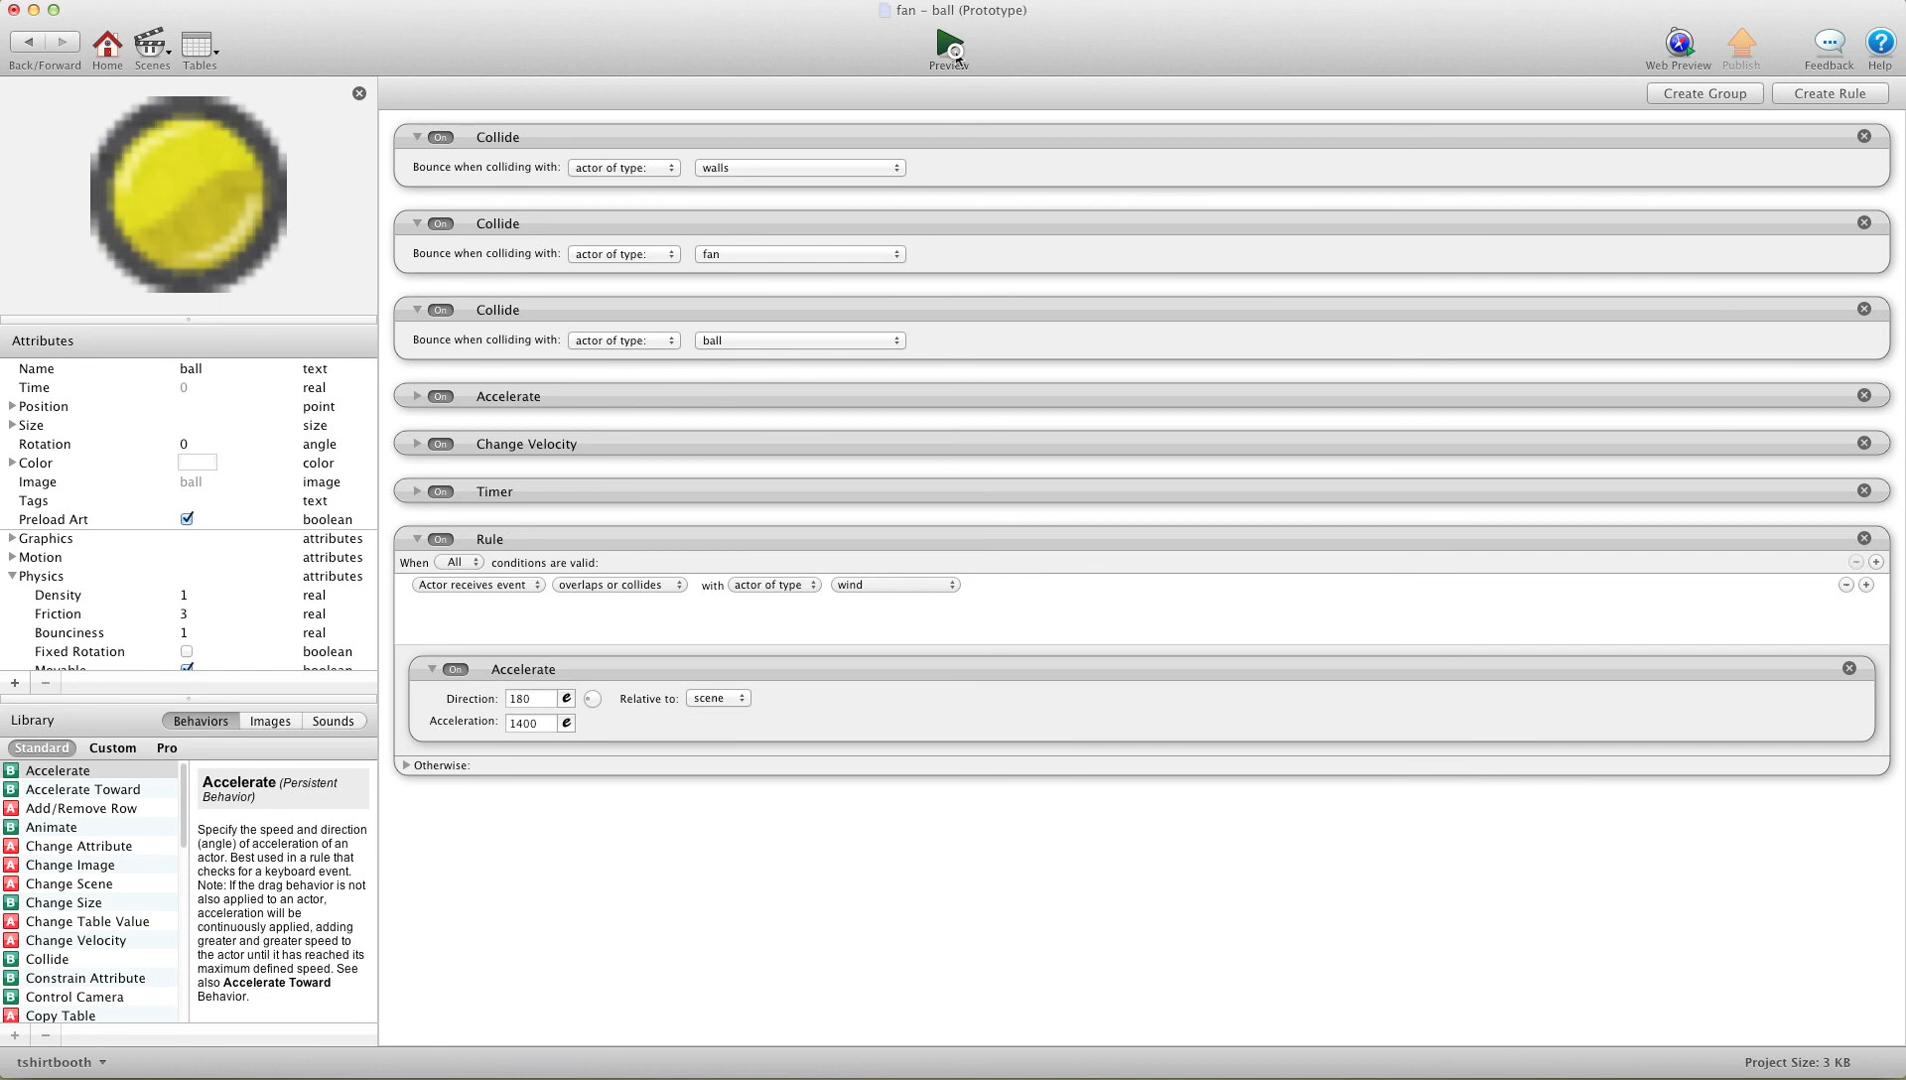 fan - ball (Prototype)
Back/Forward Home Scenes Tables Preview Web Preview Publish Feedback Help
Create Group Create Rule
On Collide
Bounce when colliding with: actor of type: walls
On Collide
Bounce when colliding with: actor of type: fan
On Collide
Bounce when colliding with: actor of type: ball
On Accelerate
On Change Velocity
On Timer
On Rule
When All conditions are valid:
Actor receives event overlaps or collides with actor of type wind
On Accelerate
Direction: 180 e Relative to: scene
Acceleration: 1400 e
Otherwise:
Attributes
Name ball text
Time 0 real
Position point
Size size
Rotation 0 angle
Color color
Image ball image
Tags text
Preload Art boolean
Graphics attributes
Motion attributes
Physics attributes
Density 1 real
Friction 3 real
Bounciness 1 real
Fixed Rotation boolean
Movable boolean
Library Behaviors Images Sounds
Standard Custom Pro
B Accelerate
B Accelerate Toward
A Add/Remove Row
B Animate
A Change Attribute
A Change Image
A Change Scene
B Change Size
A Change Table Value
A Change Velocity
B Collide
B Constrain Attribute
B Control Camera
A Copy Table
Accelerate (Persistent
Behavior)
Specify the speed and direction
(angle) of acceleration of an
actor. Best used in a rule that
checks for a keyboard event.
Note: If the drag behavior is not
also applied to an actor,
acceleration will be
continuously applied, adding
greater and greater speed to
the actor until it has reached its
maximum defined speed. See
also Accelerate Toward
Behavior.
tshirtbooth
Project Size: 3 KB